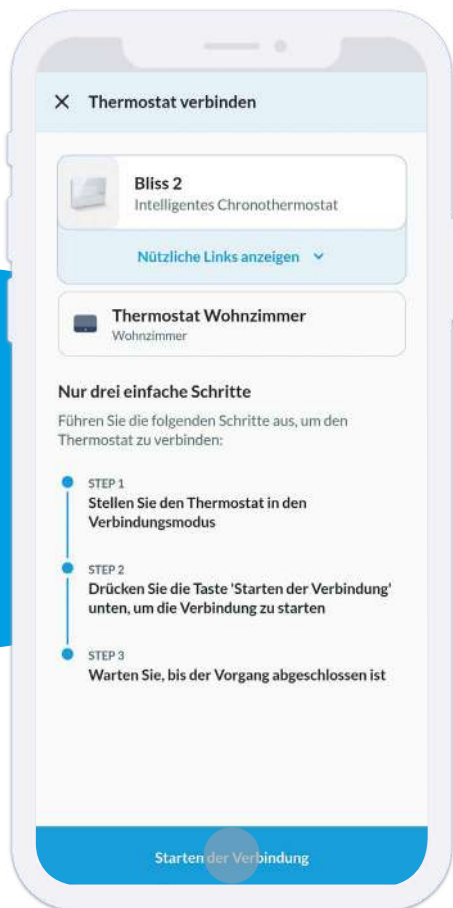 Thermostat verbinden
Bliss 2
Intelligentes Chronothermostat
Nützliche Links anzeigen
Thermostat Wohnzimmer
Wohnzimmer
Nur drei einfache Schritte
Führen Sie die folgenden Schritte aus, um den
Thermostat zu verbinden:
STEP 1
Stellen Sie den Thermostat in den
Verbindungsmodus
STEP 2
Drücken Sie die Taste 'Starten der Verbindung'
unten, um die Verbindung zu starten
STEP 3
Warten Sie, bis der Vorgang abgeschlossen ist
Starten der Verbindung